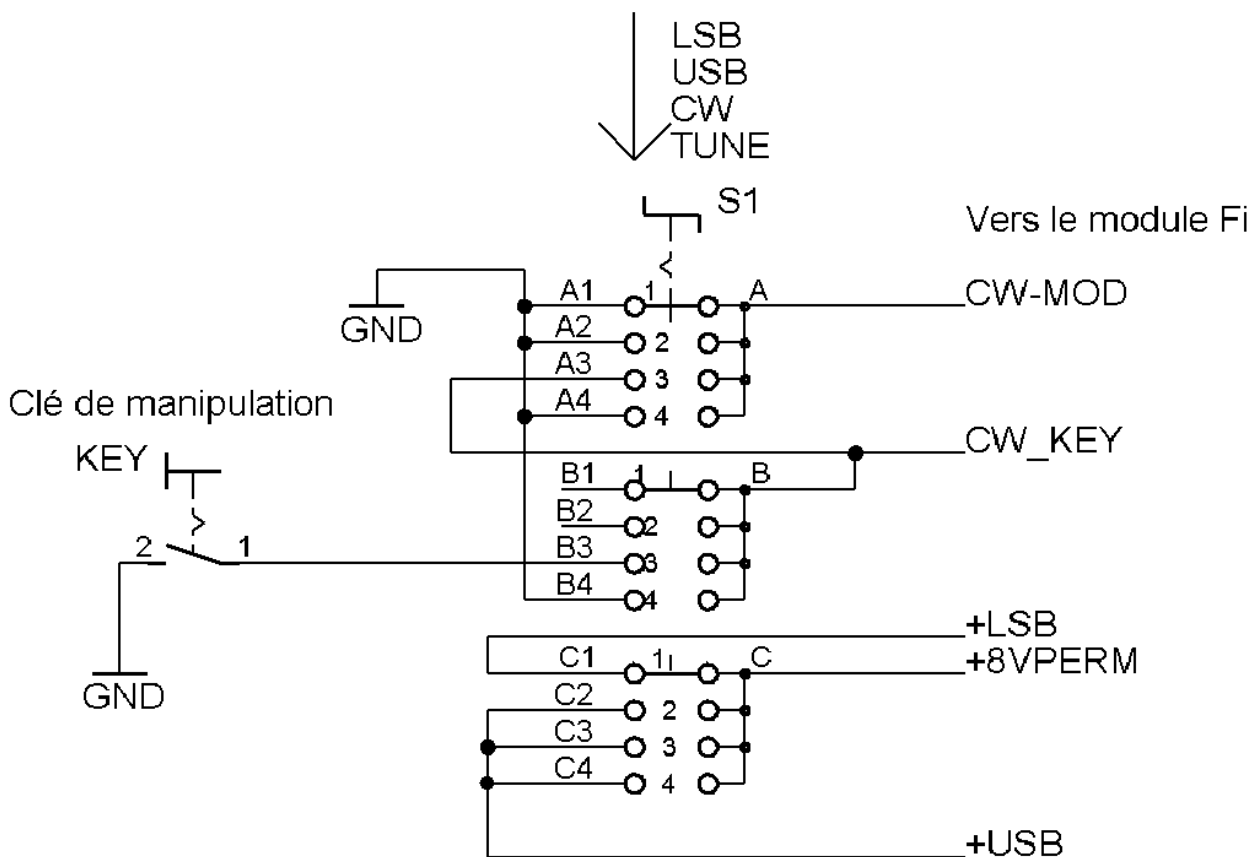 LSB
USB
CW
TUNE
S1
Vers le module Fi
GND
A1 1 A CW-MOD
A2 2
A3 3
A4 4
Clé de manipulation
KEY
CW_KEY
B1 1 B
B2 2
2 1 B3 3
B4 4
GND
+LSB
C1 1 C +8VPERM
C2 2
C3 3
C4 4
+USB